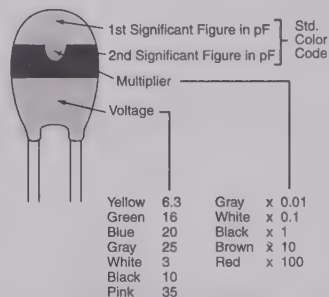 1st Significant Figure in pF
2nd Significant Figure in pF
Std.
Color
Code
Multiplier
Voltage
Yellow 6.3 Gray x 0.01
Green 16 White x 0.1
Blue 20 Black x 1
Gray 25 Brown x 10
White 3 Red x 100
Black 10
Pink 35